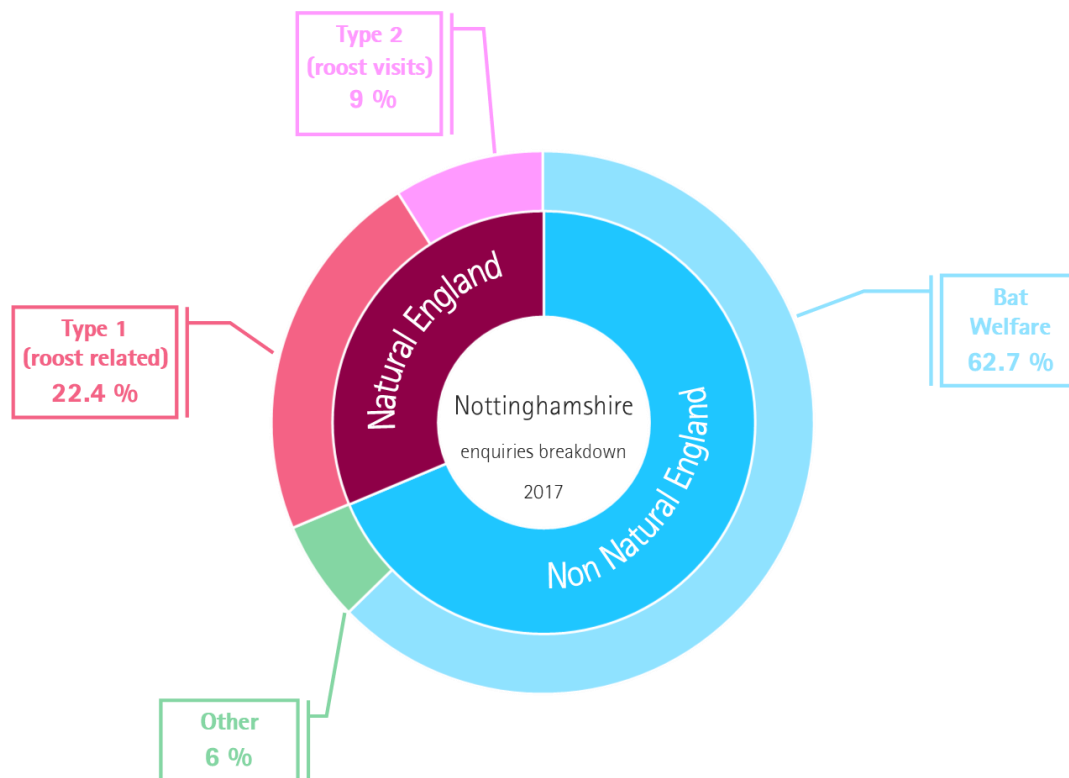 Type 2
(roost visits)
9 %
Type 1
(roost related)
22.4 %
Bat
Welfare
62.7 %
Other
6 %
Natural England
Non Natural England
Nottinghamshire
enquiries breakdown
2017